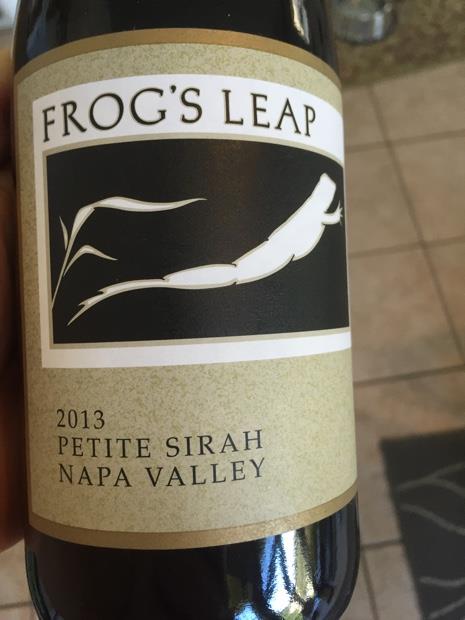 FROG'S LEAP
2013
PETITE SIRAH
NAPA VALLEY